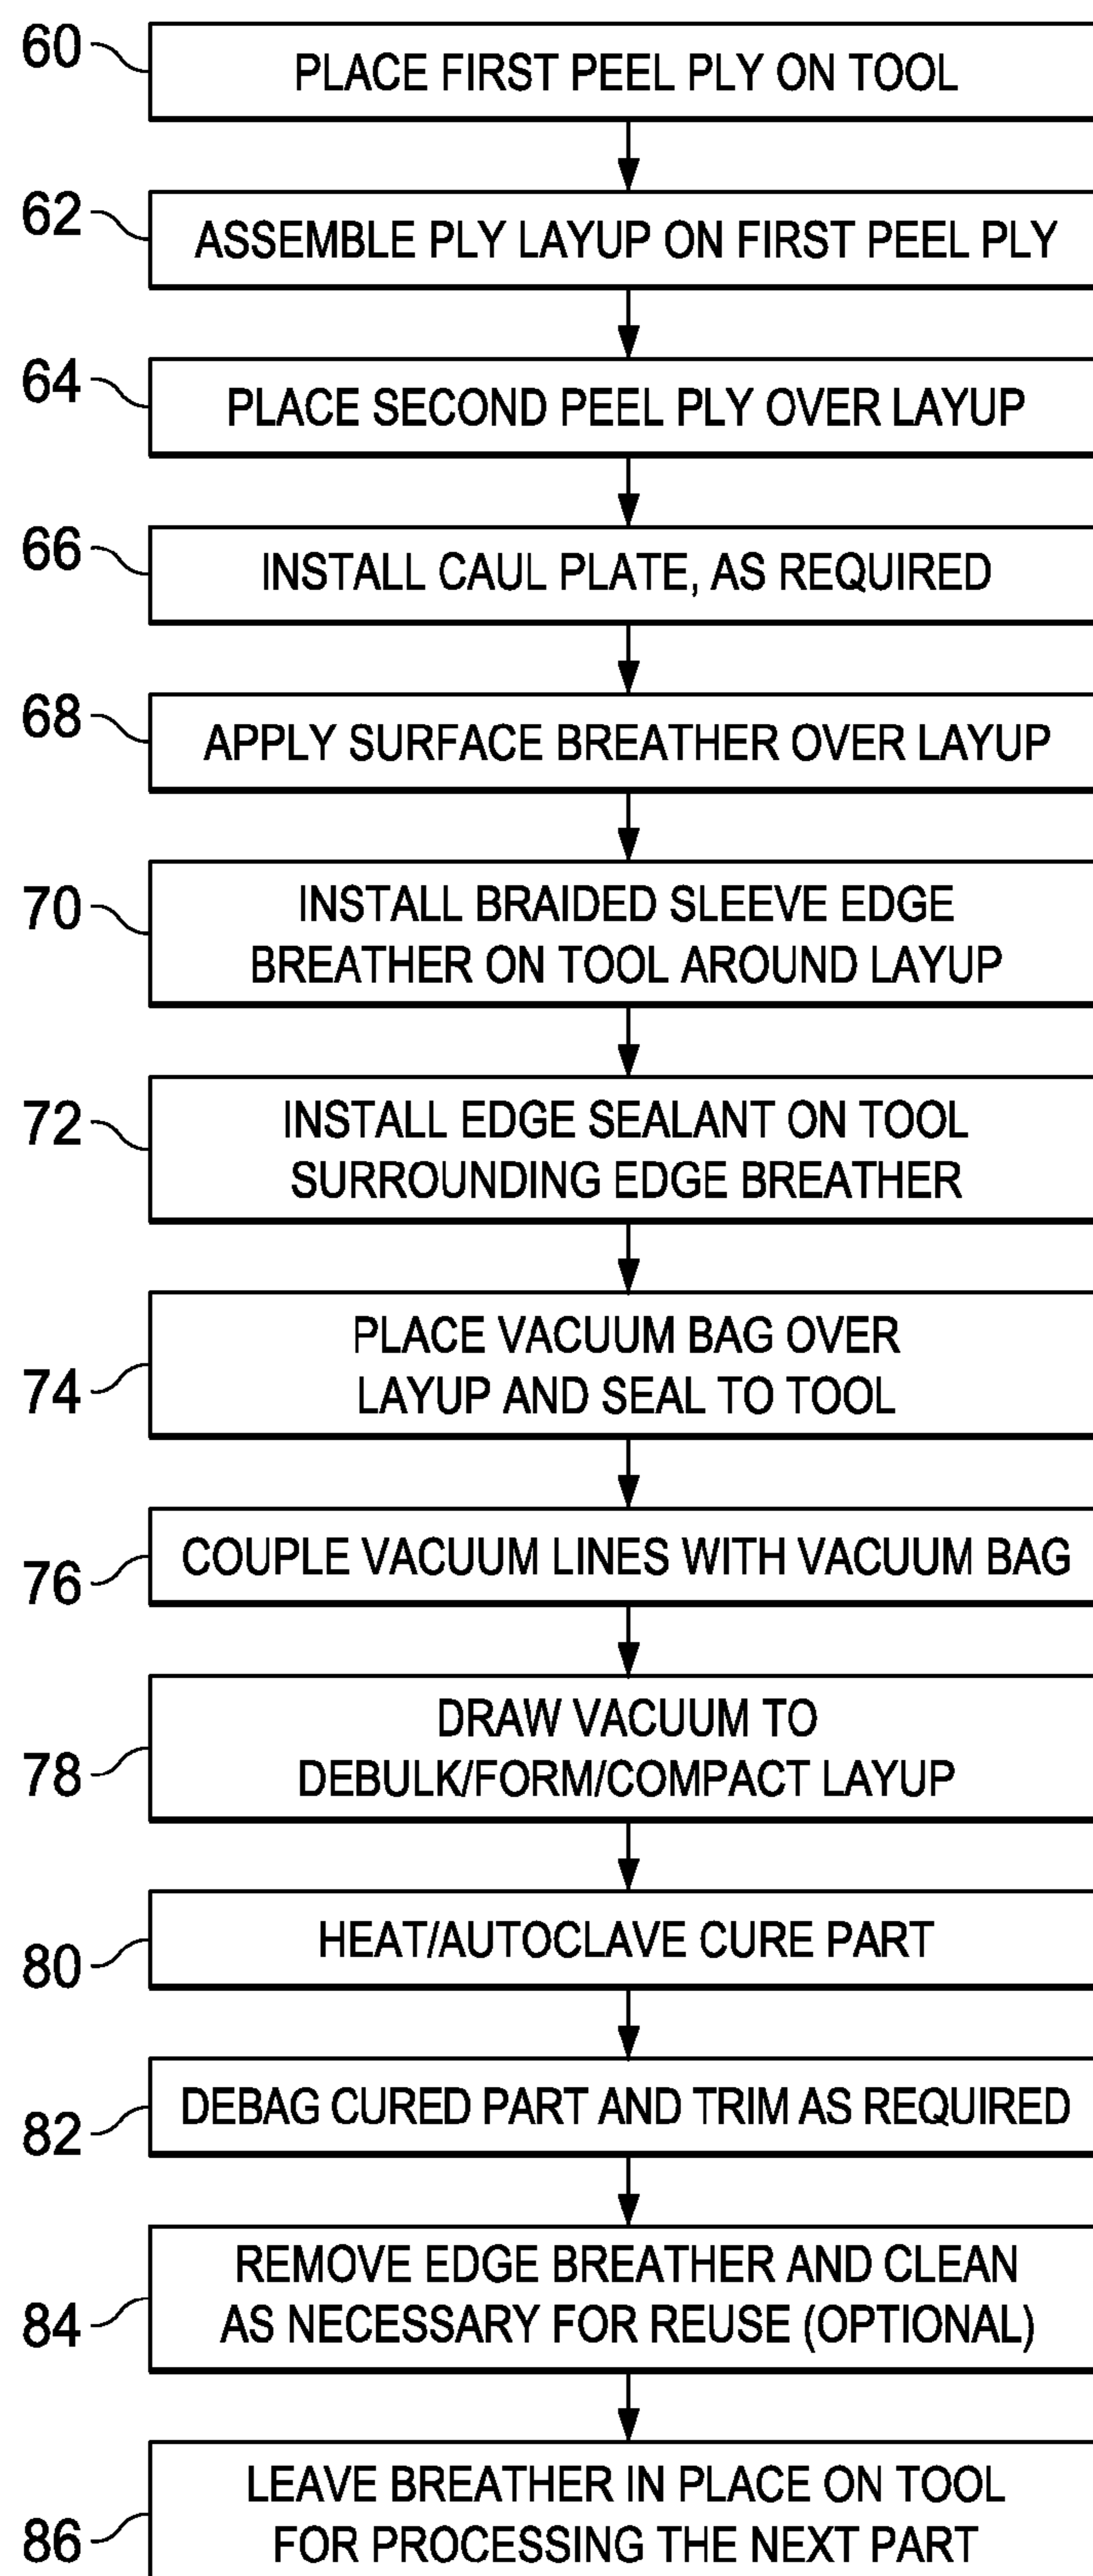 60
PLACE FIRST PEEL PLY ON TOOL
62
ASSEMBLE PLY LAYUP ON FIRST PEEL PLY
64
PLACE SECOND PEEL PLY OVER LAYUP
66
INSTALL CAUL PLATE, AS REQUIRED
68
APPLY SURFACE BREATHER OVER LAYUP
70
INSTALL BRAIDED SLEEVE EDGE
BREATHER ON TOOL AROUND LAYUP
72
INSTALL EDGE SEALANT ON TOOL
SURROUNDING EDGE BREATHER
74
PLACE VACUUM BAG OVER
LAYUP AND SEAL TO TOOL
76
COUPLE VACUUM LINES WITH VACUUM BAG
78
DRAW VACUUM TO
DEBULK/FORM/COMPACT LAYUP
80
HEAT/AUTOCLAVE CURE PART
82
DEBAG CURED PART AND TRIM AS REQUIRED
84
REMOVE EDGE BREATHER AND CLEAN
AS NECESSARY FOR REUSE (OPTIONAL)
86
LEAVE BREATHER IN PLACE ON TOOL
FOR PROCESSING THE NEXT PART